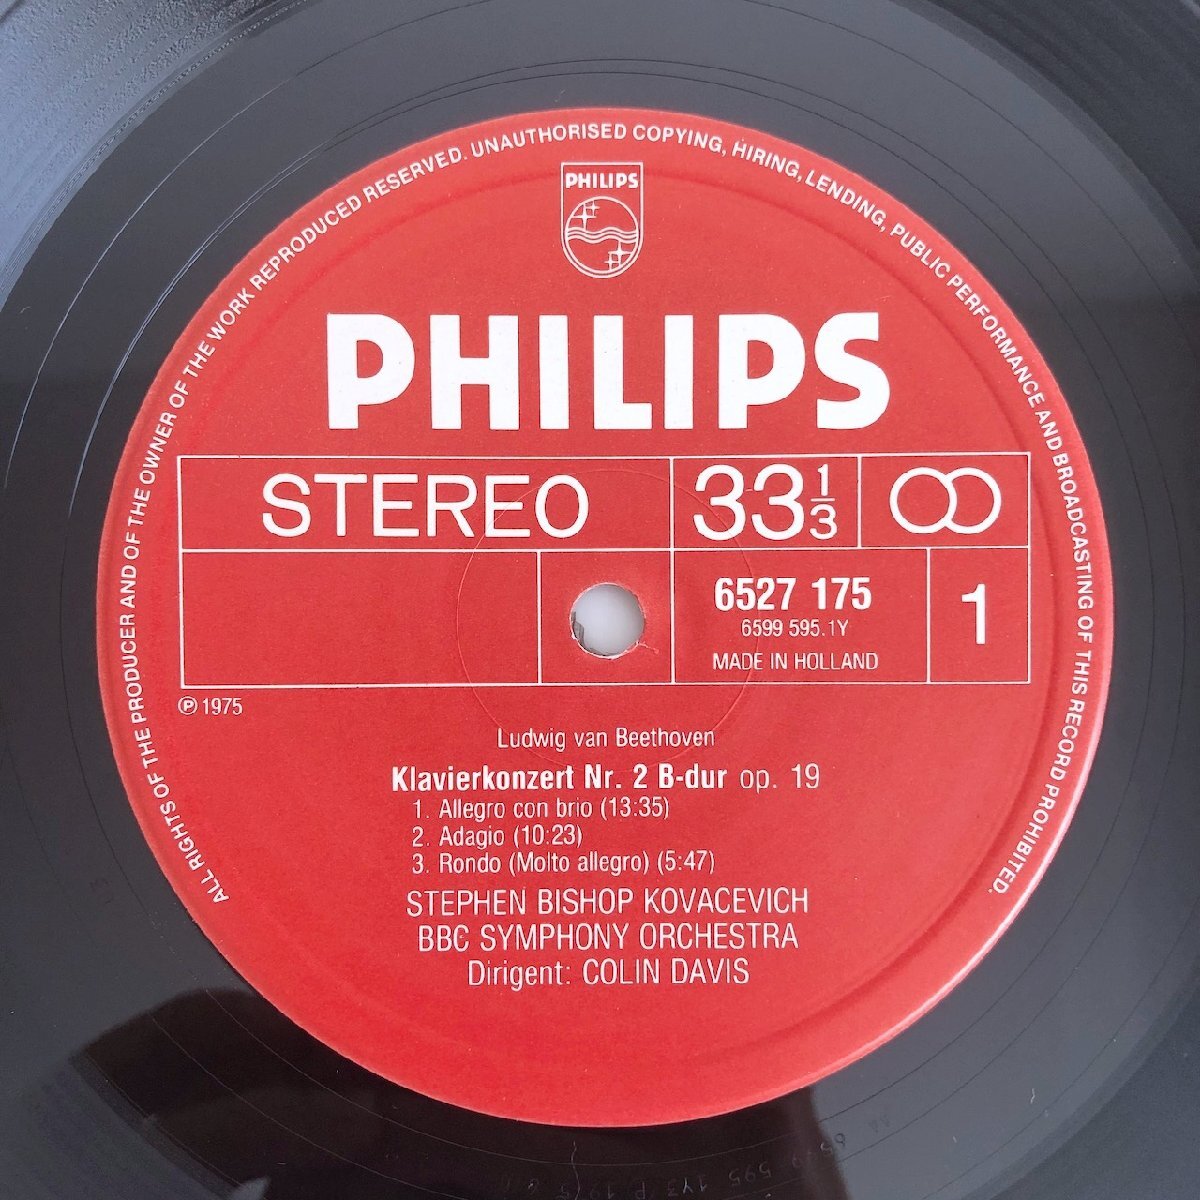 ALL RIGHTS OF THE PRODUCER AND OF THE OWNER OF THE WORK REPRODUCED RESERVED. UNAUTHORISED COPYING, HIRING, LENDING, PUBLIC PERFORMANCE AND BROADCASTING OF THIS RECORD PROHIBITED.
PHILIPS
PHILIPS
STEREO
33 1/3
6527 175
6599 595.1Y
MADE IN HOLLAND
1
℗ 1975
Ludwig van Beethoven
Klavierkonzert Nr. 2 B-dur op. 19
1. Allegro con brio (13:35)
2. Adagio (10:23)
3. Rondo (Molto allegro) (5:47)
STEPHEN BISHOP KOVACEVICH
BBC SYMPHONY ORCHESTRA
Dirigent: COLIN DAVIS